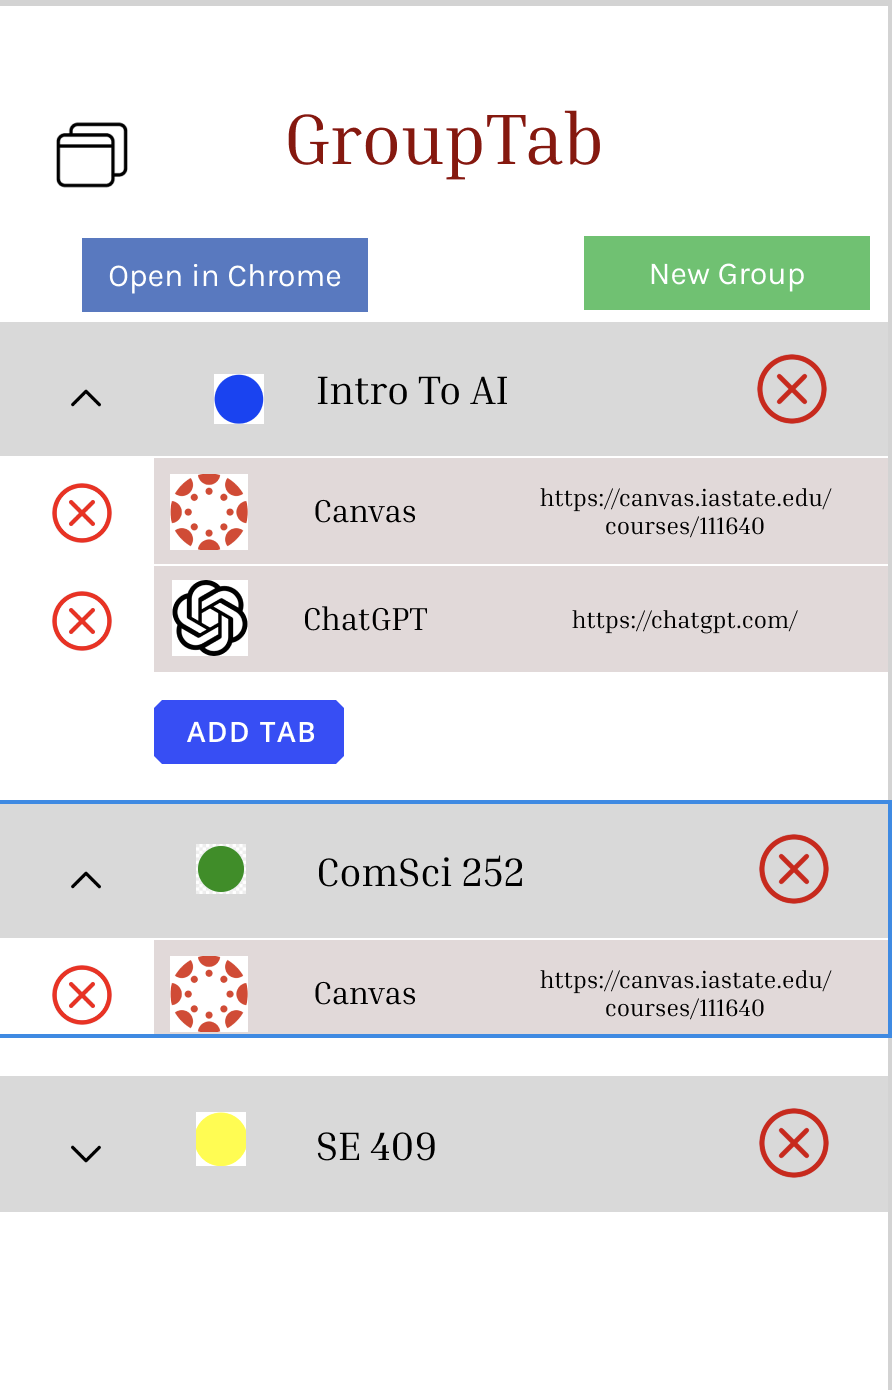 GroupTab
Open in Chrome
New Group
Intro To AI
Canvas
https://canvas.iastate.edu/
courses/111640
ChatGPT
https://chatgpt.com/
ADD TAB
ComSci 252
Canvas
https://canvas.iastate.edu/
courses/111640
SE 409